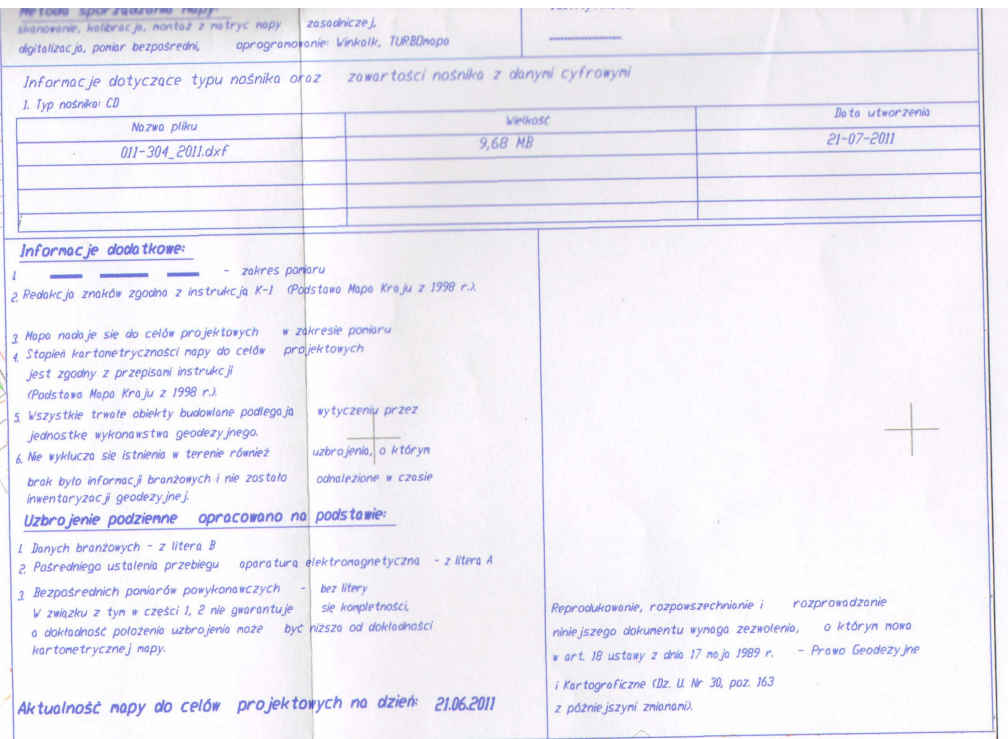 Metoda sporządzania mapy:
skanowanie, kalibracja, montaż z matryc mapy zasadniczej,
digitalizacja, pomiar bezpośredni, oprogramowanie: Winkalk, TURBOmapa
Informacje dotyczące typu nośnika oraz zawartości nośnika z danymi cyfrowymi
1. Typ nośnika: CD
Nazwa pliku Wielkość Data utworzenia
011-304_2011.dxf 9,68 MB 21-07-2011
Informacje dodatkowe:
1. - zakres pomiaru
2. Redakcja znaków zgodna z instrukcją K-1 (Podstawa Mapa Kraju z 1998 r.).
3. Mapa nadaje się do celów projektowych w zakresie pomiaru
4. Stopień kartometryczności mapy do celów projektowych
jest zgodny z przepisami instrukcji
(Podstawa Mapa Kraju z 1998 r.).
5. Wszystkie trwałe obiekty budowlane podlegają wytyczeniu przez
jednostkę wykonawstwa geodezyjnego.
6. Nie wyklucza się istnienia w terenie również uzbrojenia, o którym
brak było informacji branżowych i nie zostało odnalezione w czasie
inwentaryzacji geodezyjnej.
Uzbrojenie podziemne opracowano na podstawie:
1. Danych branżowych - z literą B
2. Pośredniego ustalenia przebiegu aparaturą elektromagnetyczną - z literą A
3. Bezpośrednich pomiarów powykonawczych - bez litery
W związku z tym w części 1, 2 nie gwarantuje się kompletności,
a dokładność położenia uzbrojenia może być niższa od dokładności
kartometrycznej mapy.
Aktualność mapy do celów projektowych na dzień: 21.06.2011
Reprodukowanie, rozpowszechnianie i rozprowadzanie
niniejszego dokumentu wymaga zezwolenia, o którym mowa
w art. 18 ustawy z dnia 17 maja 1989 r. - Prawo Geodezyjne
i Kartograficzne (Dz. U. Nr 30, poz. 163
z późniejszymi zmianami).